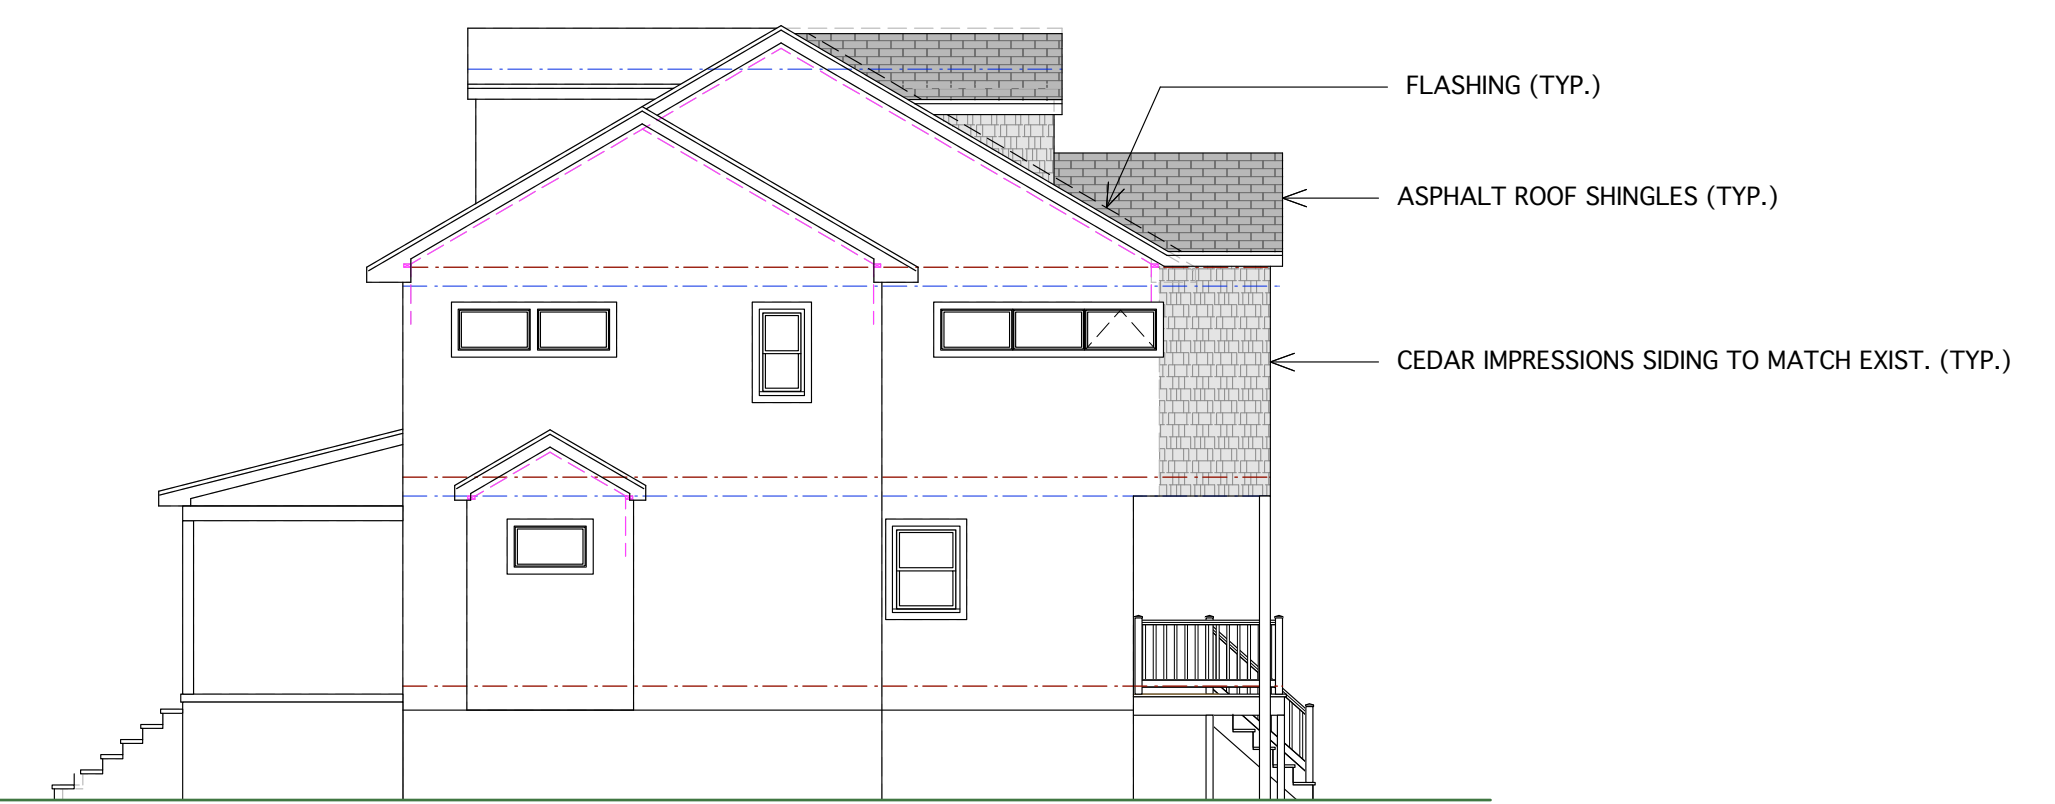 FLASHING (TYP.)
ASPHALT ROOF SHINGLES (TYP.)
CEDAR IMPRESSIONS SIDING TO MATCH EXIST. (TYP.)